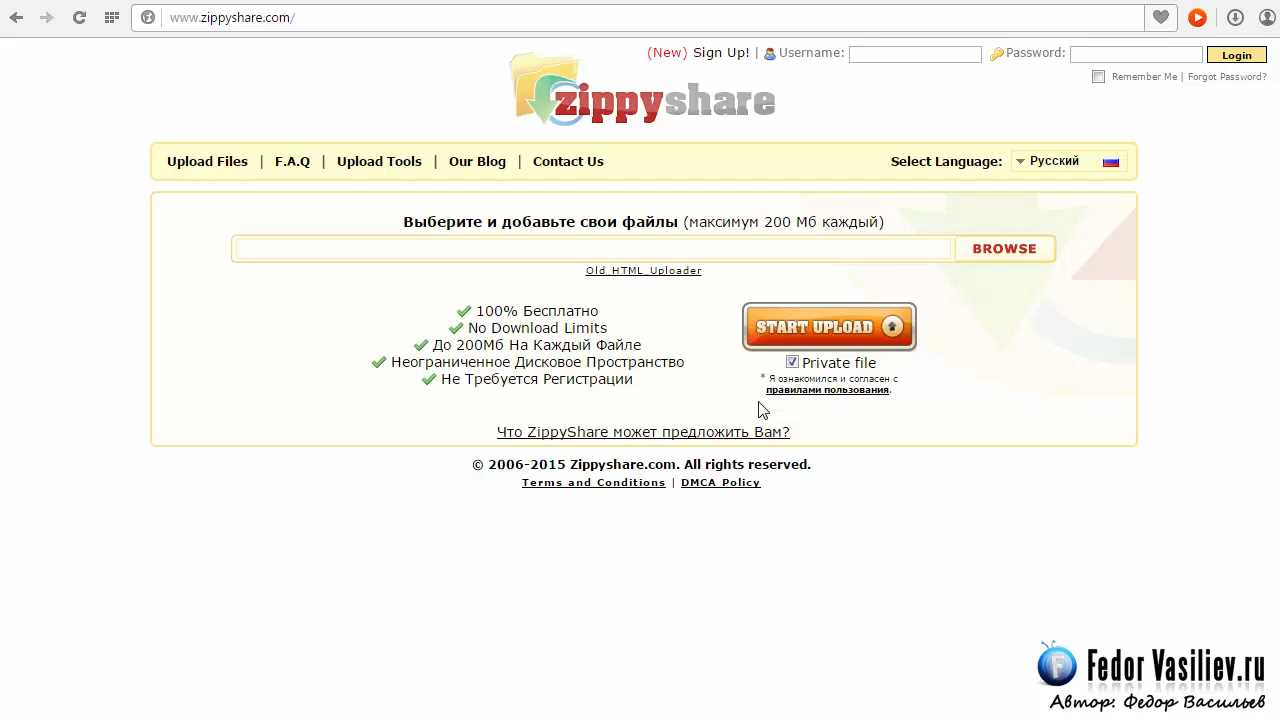 www.zippyshare.com/
(New) Sign Up! | Username: Password: Login
Remember Me | Forgot Password?
zippyshare
Upload Files | F.A.Q | Upload Tools | Our Blog | Contact Us Select Language: Русский
Выберите и добавьте свои файлы (максимум 200 Мб каждый)
BROWSE
Old HTML Uploader
100% Бесплатно
No Download Limits
До 200Мб На Каждый Файле
Неограниченное Дисковое Пространство
Не Требуется Регистрации
START UPLOAD
Private file
* Я ознакомился и согласен с
правилами пользования.
Что ZippyShare может предложить Вам?
© 2006-2015 Zippyshare.com. All rights reserved.
Terms and Conditions | DMCA Policy
F Fedor Vasiliev.ru
Автор: Федор Васильев